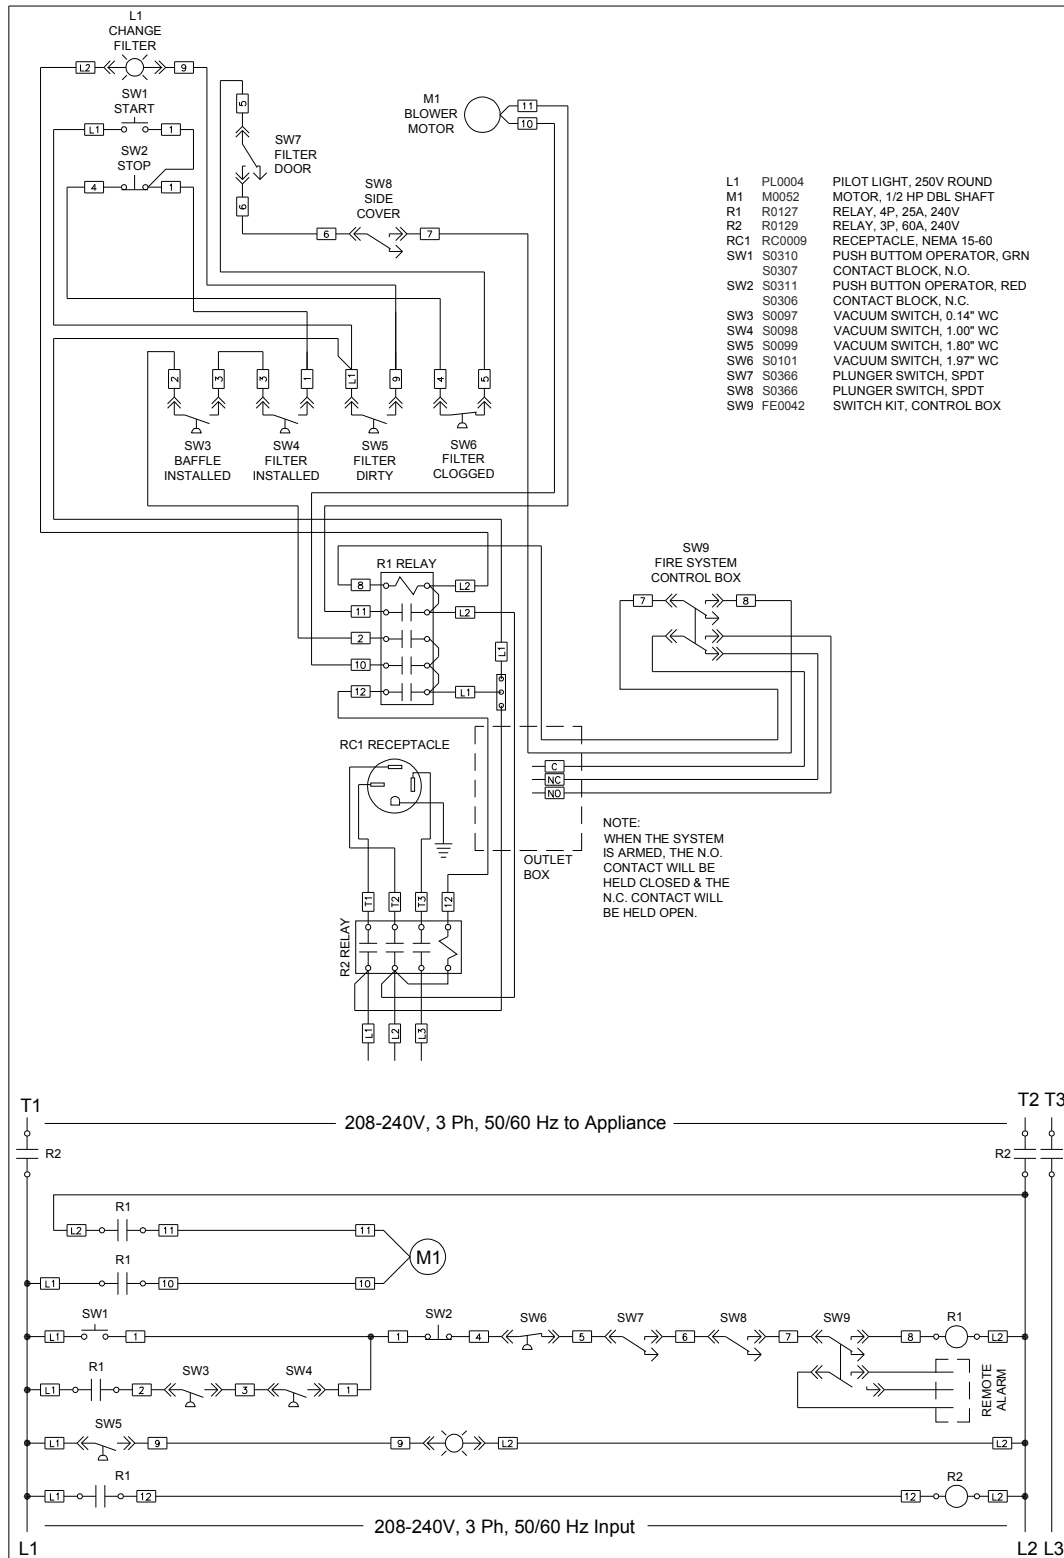 L1
CHANGE
FILTER
L2
9
SW1
START
L1
1
SW2
STOP
4
1
5
SW7
FILTER
DOOR
6
M1
BLOWER
MOTOR
11
10
SW8
SIDE
COVER
6
7
L1 PL0004 PILOT LIGHT, 250V ROUND
M1 M0052 MOTOR, 1/2 HP DBL SHAFT
R1 R0127 RELAY, 4P, 25A, 240V
R2 R0129 RELAY, 3P, 60A, 240V
RC1 RC0009 RECEPTACLE, NEMA 15-60
SW1 S0310 PUSH BUTTOM OPERATOR, GRN
S0307 CONTACT BLOCK, N.O.
SW2 S0311 PUSH BUTTON OPERATOR, RED
S0306 CONTACT BLOCK, N.C.
SW3 S0097 VACUUM SWITCH, 0.14" WC
SW4 S0098 VACUUM SWITCH, 1.00" WC
SW5 S0099 VACUUM SWITCH, 1.80" WC
SW6 S0101 VACUUM SWITCH, 1.97" WC
SW7 S0366 PLUNGER SWITCH, SPDT
SW8 S0366 PLUNGER SWITCH, SPDT
SW9 FE0042 SWITCH KIT, CONTROL BOX
2
3
3
1
L1
9
4
5
SW3
BAFFLE
INSTALLED
SW4
FILTER
INSTALLED
SW5
FILTER
DIRTY
SW6
FILTER
CLOGGED
R1 RELAY
8
L2
11
L2
2
10
12
L1
L1
SW9
FIRE SYSTEM
CONTROL BOX
7
8
RC1 RECEPTACLE
C
NC
NO
OUTLET
BOX
NOTE:
WHEN THE SYSTEM
IS ARMED, THE N.O.
CONTACT WILL BE
HELD CLOSED & THE
N.C. CONTACT WILL
BE HELD OPEN.
T1
T2
T3
12
R2 RELAY
L1
L2
L3
T1
208-240V, 3 Ph, 50/60 Hz to Appliance
T2 T3
R2
R2
R1
L2
11
11
M1
R1
L1
10
10
SW1
L1
1
1
SW2
4
SW6
5
SW7
6
SW8
7
SW9
8
R1
L2
R1
L1
2
SW3
3
SW4
1
REMOTE
ALARM
SW5
L1
9
9
L2
L2
R1
L1
12
12
R2
L2
L1
208-240V, 3 Ph, 50/60 Hz Input
L2 L3